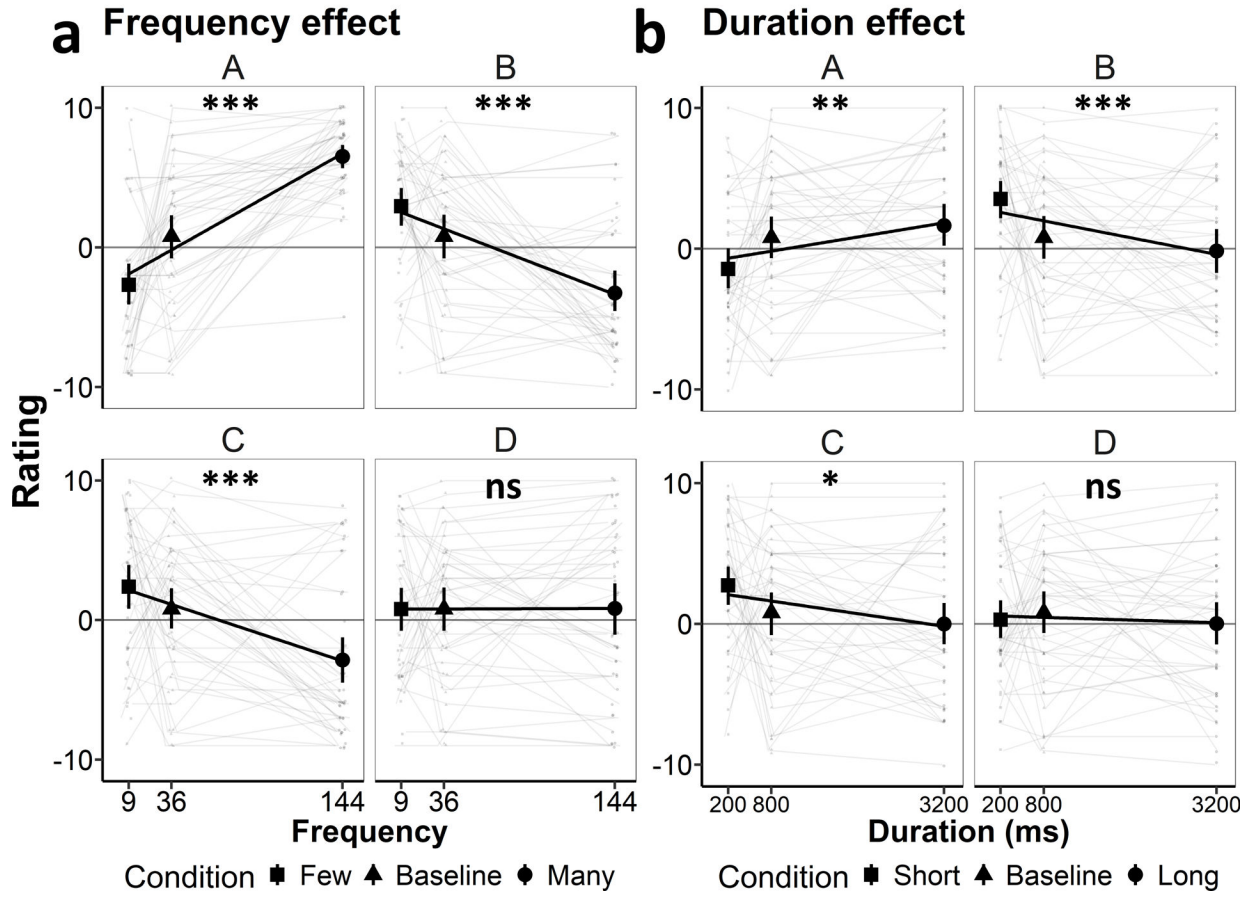 a Frequency effect
A B
*** ***
10
0
-10
C D
*** ns
10
0
-10
9 36 144 9 36 144
Frequency
Rating
Condition Few Baseline Many
b Duration effect
A B
** ***
10
0
-10
C D
* ns
10
0
-10
200 800 3200 200 800 3200
Duration (ms)
Condition Short Baseline Long